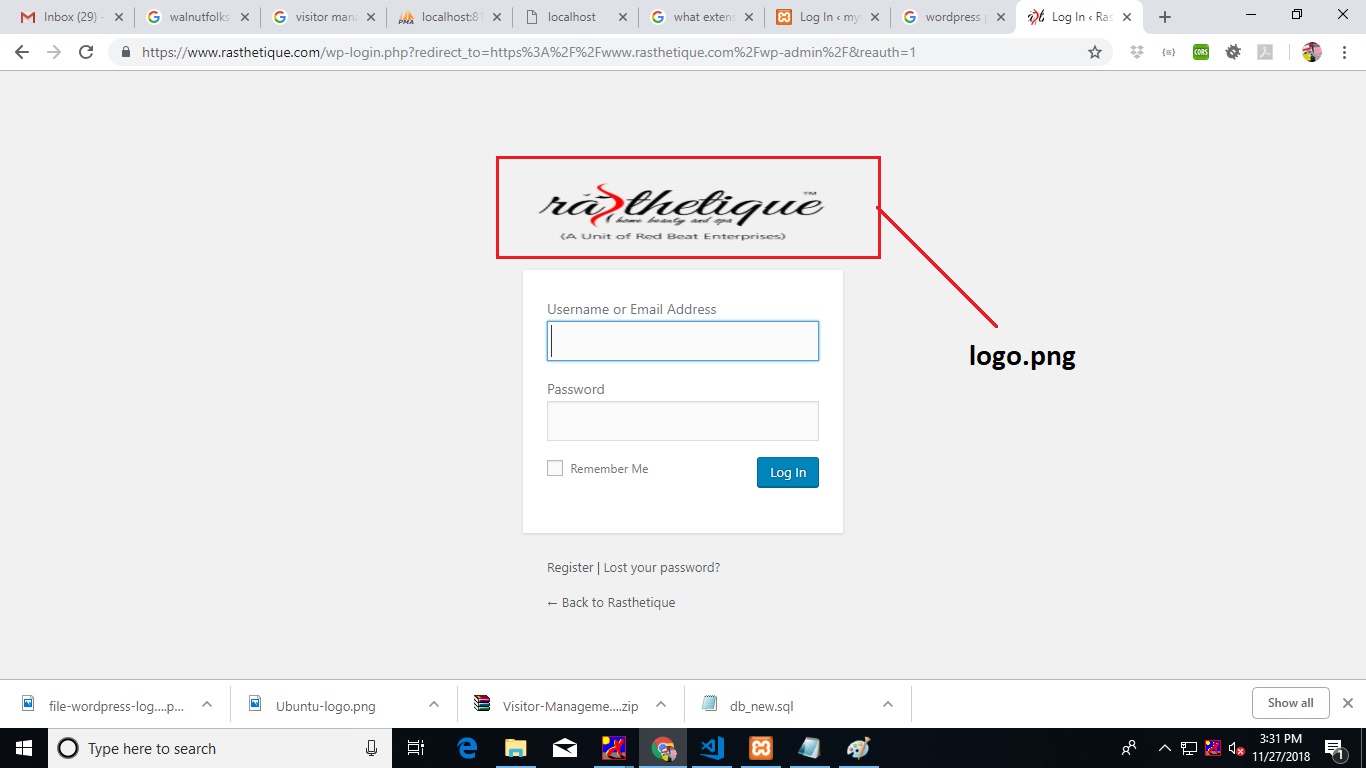 Inbox (29) -
walnutfolks
visitor mana
localhost:81
localhost
what extens
Log In ‹ mys
wordpress p
Log In ‹ Ras
https://www.rasthetique.com/wp-login.php?redirect_to=https%3A%2F%2Fwww.rasthetique.com%2Fwp-admin%2F&reauth=1
CORS
rasthetique™
home beauty and spa
(A Unit of Red Beat Enterprises)
Username or Email Address
logo.png
Password
Remember Me
Log In
Register | Lost your password?
← Back to Rasthetique
file-wordpress-log....p...
Ubuntu-logo.png
Visitor-Manageme....zip
db_new.sql
Show all
Type here to search
3:31 PM
11/27/2018
1